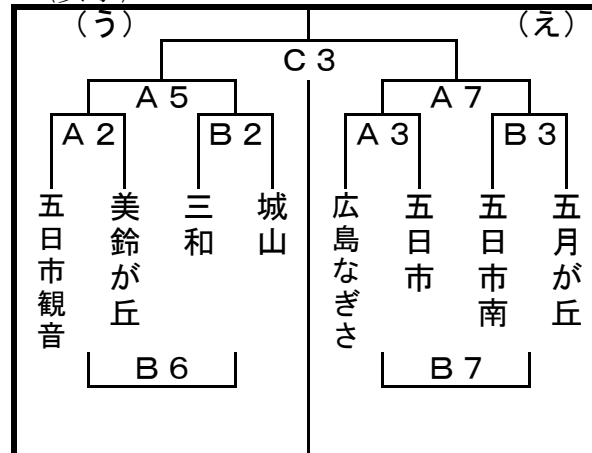 (う) (え)
C3
A5 A7
A2 B2 A3 B3
五日市観音
美鈴が丘
三和
城山
広島なぎさ
五日市
五日市南
五月が丘
B6 B7